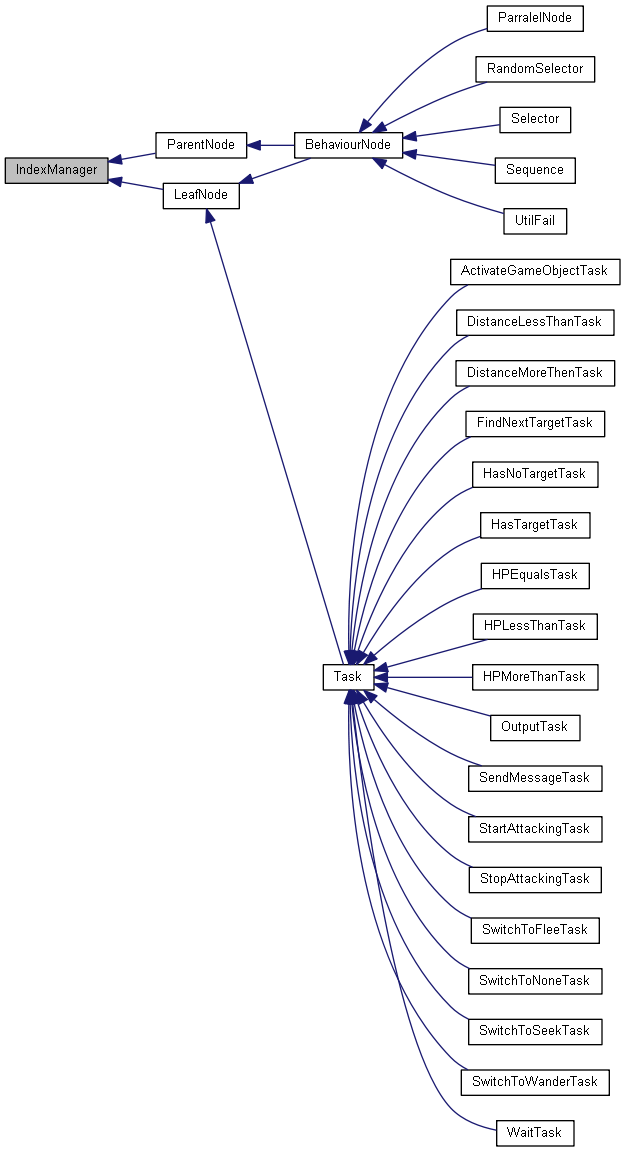 ParralelNode
RandomSelector
Selector
ParentNode
BehaviourNode
IndexManager
Sequence
LeafNode
UtilFail
ActivateGameObjectTask
DistanceLessThanTask
DistanceMoreThenTask
FindNextTargetTask
HasNoTargetTask
HasTargetTask
HPEqualsTask
HPLessThanTask
Task
HPMoreThanTask
OutputTask
SendMessageTask
StartAttackingTask
StopAttackingTask
SwitchToFleeTask
SwitchToNoneTask
SwitchToSeekTask
SwitchToWanderTask
WaitTask